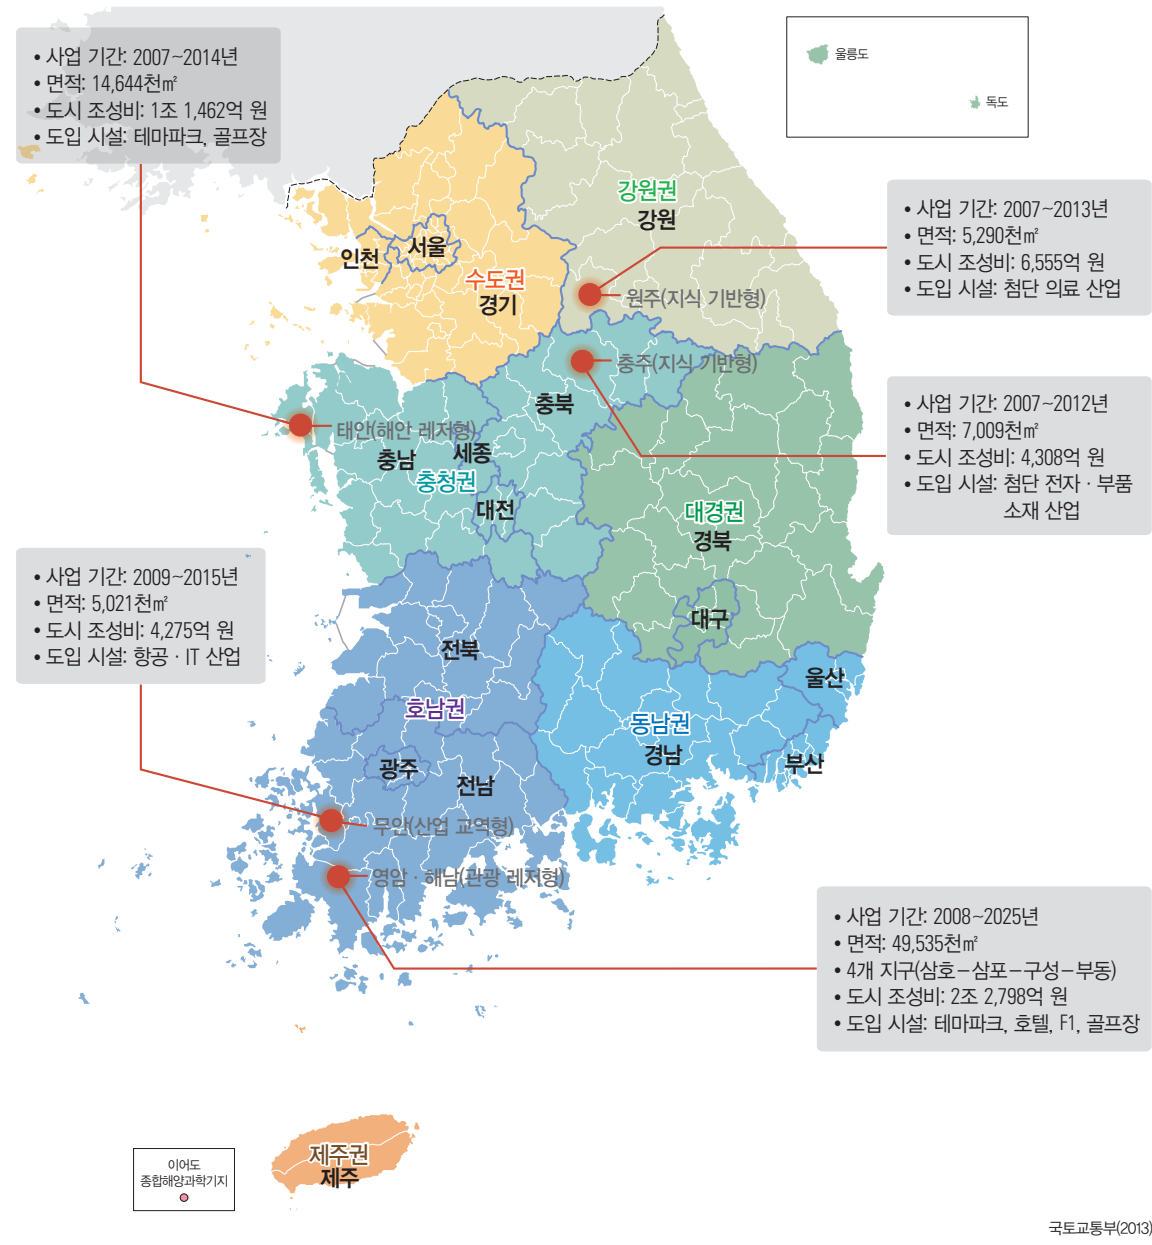 • 사업 기간: 2007~2014년
• 면적: 14,644천㎡
• 도시 조성비: 1조 1,462억 원
• 도입 시설: 테마파크, 골프장
울릉도
독도
• 사업 기간: 2007~2013년
• 면적: 5,290천㎡
• 도시 조성비: 6,555억 원
• 도입 시설: 첨단 의료 산업
강원권
강원
서울
인천
수도권
경기
원주(지식 기반형)
충주(지식 기반형)
• 사업 기간: 2007~2012년
• 면적: 7,009천㎡
• 도시 조성비: 4,308억 원
• 도입 시설: 첨단 전자 · 부품
소재 산업
충북
태안(해안 레저형)
충남
세종
충청권
대전
대경권
경북
대구
• 사업 기간: 2009~2015년
• 면적: 5,021천㎡
• 도시 조성비: 4,275억 원
• 도입 시설: 항공 · IT 산업
전북
호남권
광주
전남
울산
동남권
경남
부산
무안(산업 교역형)
영암 · 해남(관광 레저형)
• 사업 기간: 2008~2025년
• 면적: 49,535천㎡
• 4개 지구(삼호-삼포-구성-부동)
• 도시 조성비: 2조 2,798억 원
• 도입 시설: 테마파크, 호텔, F1, 골프장
제주권
제주
이어도
종합해양과학기지
국토교통부(2013)